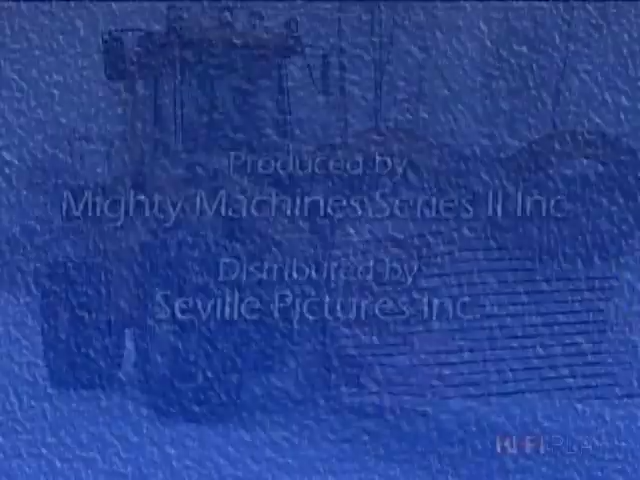 Produced by
Mighty Machines Series II Inc.
Distributed by
Seville Pictures Inc.